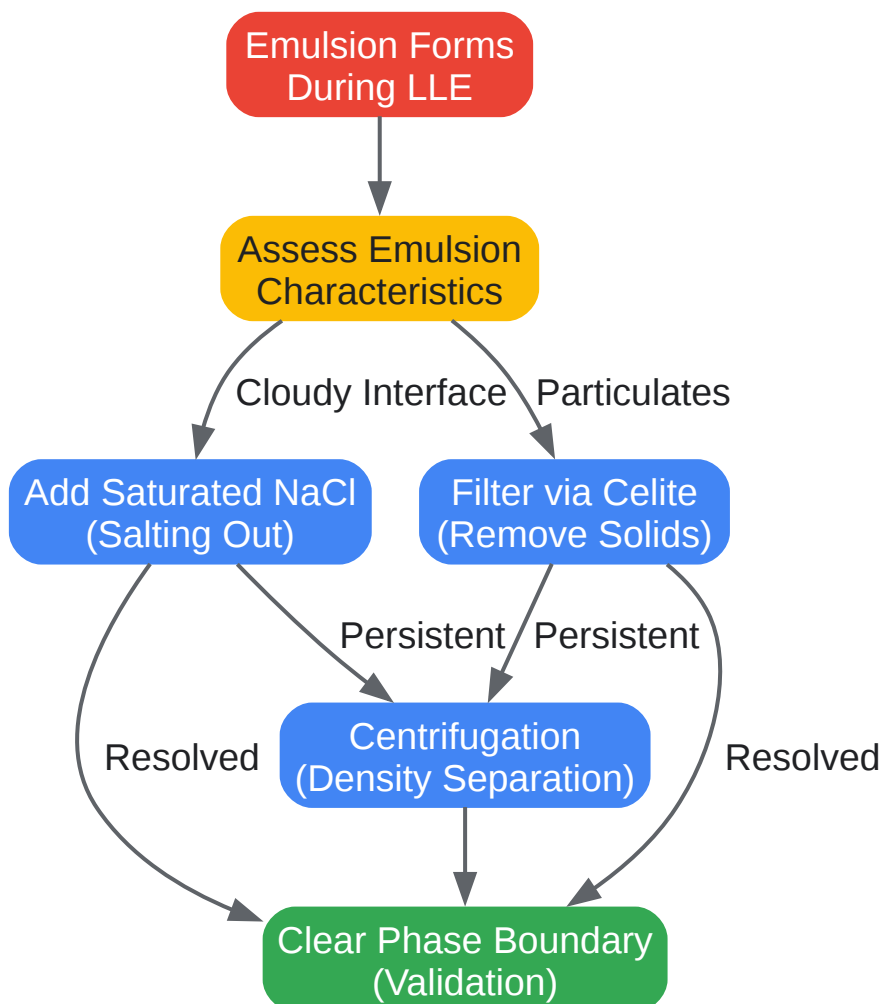 Emulsion Forms
During LLE
Assess Emulsion
Characteristics
Cloudy Interface
Particulates
Add Saturated NaCl
(Salting Out)
Filter via Celite
(Remove Solids)
Persistent
Persistent
Centrifugation
(Density Separation)
Resolved
Resolved
Clear Phase Boundary
(Validation)